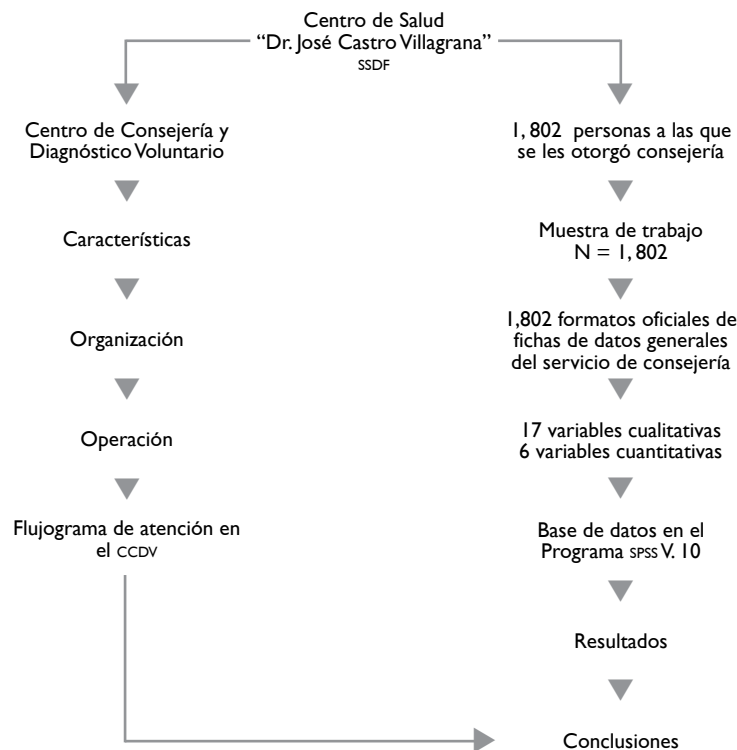 Centro de Salud
“Dr. José Castro Villagrana”
SSDF
Centro de Consejería y
Diagnóstico Voluntario
Características
Organización
Operación
Flujograma de atención en
el CCDV
1, 802 personas a las que
se les otorgó consejería
Muestra de trabajo
N = 1, 802
1,802 formatos oficiales de
fichas de datos generales
del servicio de consejería
17 variables cualitativas
6 variables cuantitativas
Base de datos en el
Programa SPSS V. 10
Resultados
Conclusiones